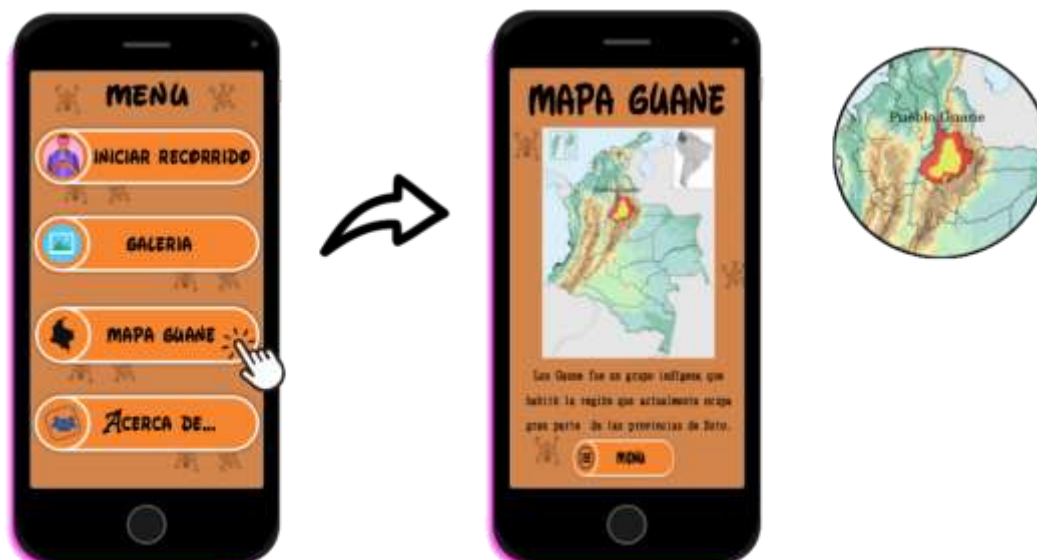 MENU
INICIAR RECORRIDO
GALERIA
MAPA GUANE
ACERCA DE...
MAPA GUANE
Los Guane fue un grupo indígena que
habitó la región que actualmente ocupa
gran parte de las provincias de Soto.
MENU
Pueblo Guane